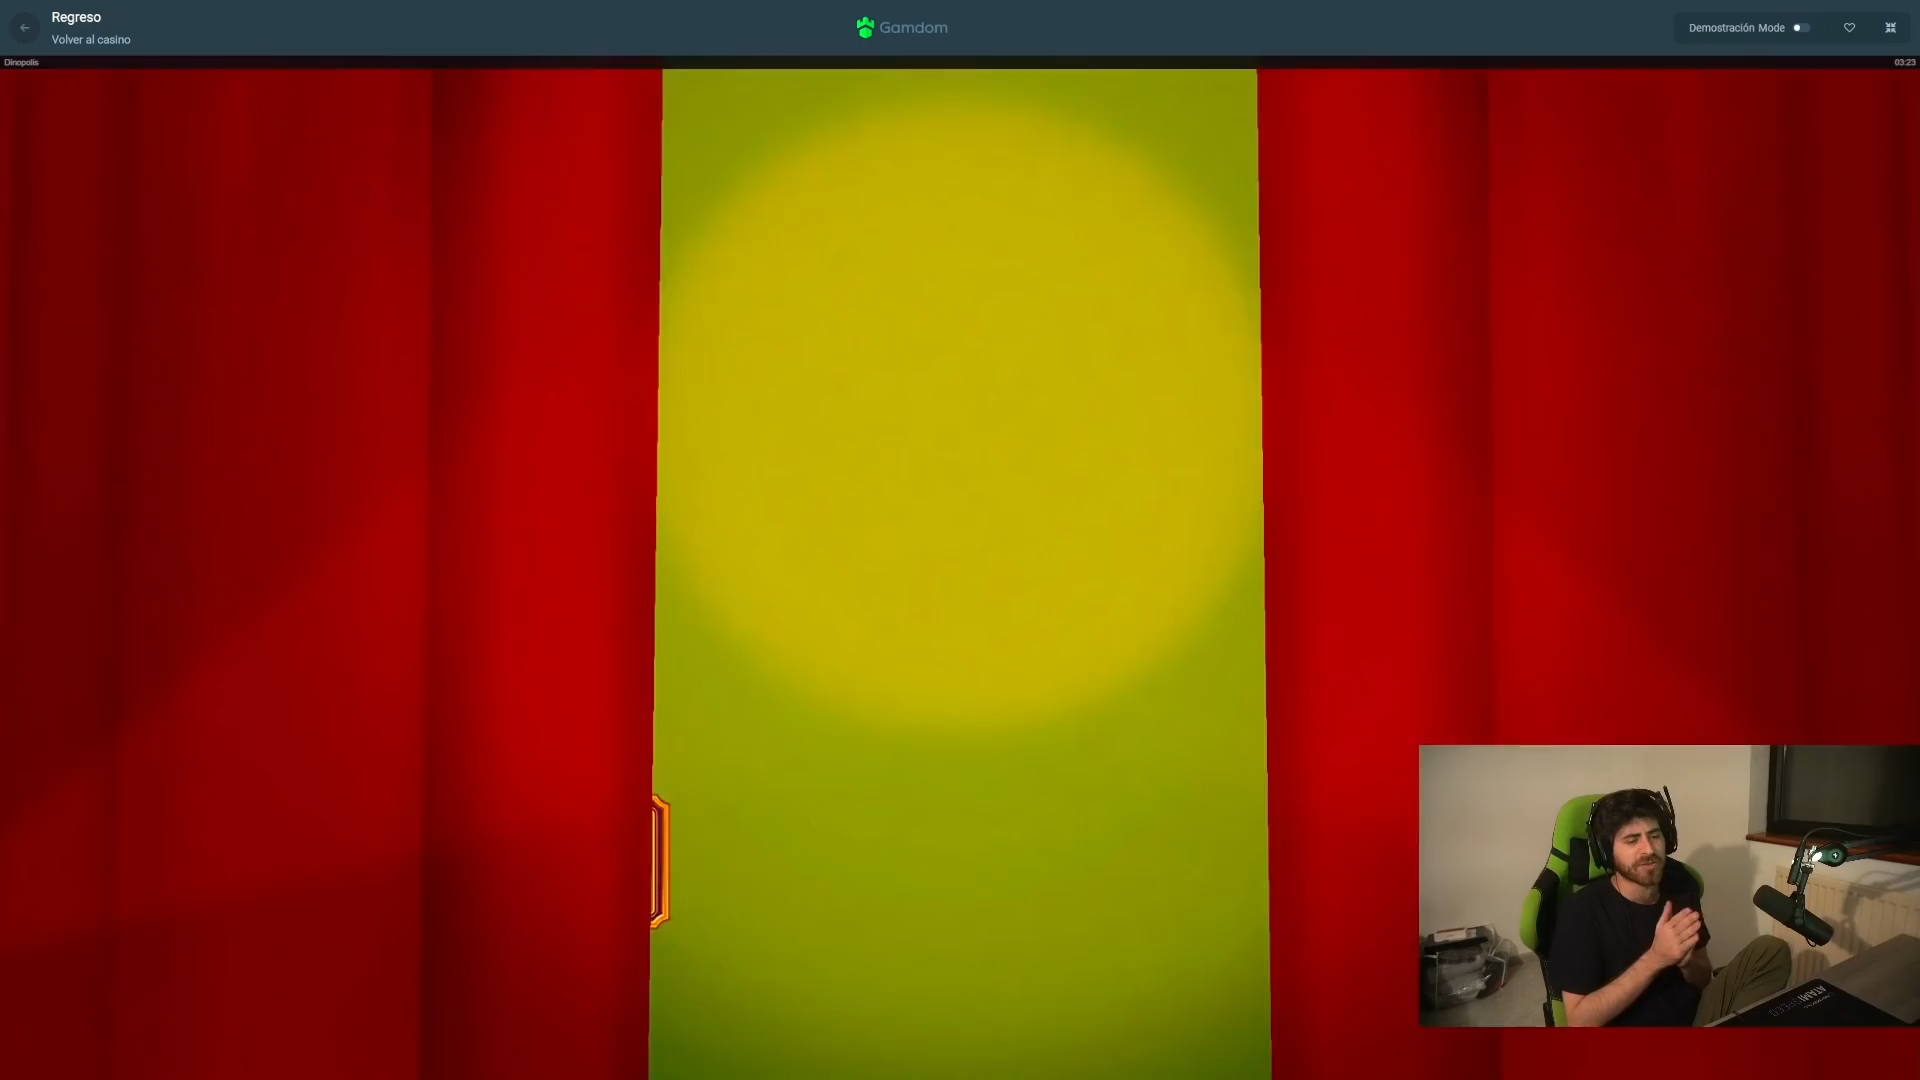 Regreso
Volver al casino
Gamdom
Demostración Mode
Dinopolis
03:23